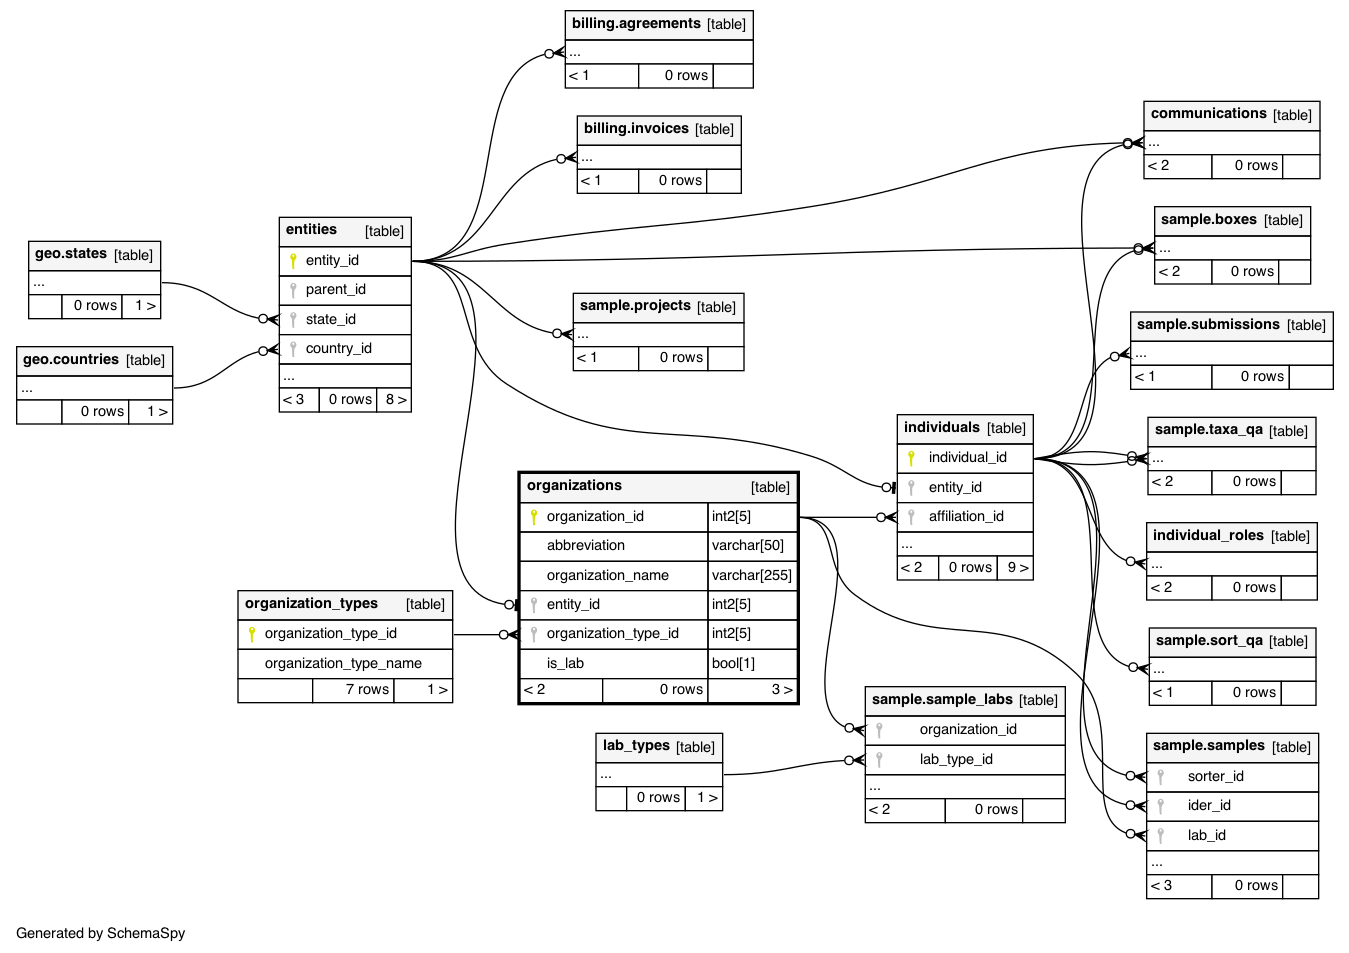 billing.agreements [table]
...
< 1 0 rows
billing.invoices [table]
...
< 1 0 rows
communications [table]
...
< 2 0 rows
sample.boxes [table]
...
< 2 0 rows
entities [table]
entity_id
parent_id
state_id
country_id
...
< 3 0 rows 8 >
geo.states [table]
...
0 rows 1 >
geo.countries [table]
...
0 rows 1 >
sample.projects [table]
...
< 1 0 rows
sample.submissions [table]
...
< 1 0 rows
individuals [table]
individual_id
entity_id
affiliation_id
...
< 2 0 rows 9 >
sample.taxa_qa [table]
...
< 2 0 rows
organizations [table]
organization_id int2[5]
abbreviation varchar[50]
organization_name varchar[255]
entity_id int2[5]
organization_type_id int2[5]
is_lab bool[1]
< 2 0 rows 3 >
individual_roles [table]
...
< 2 0 rows
organization_types [table]
organization_type_id
organization_type_name
7 rows 1 >
sample.sort_qa [table]
...
< 1 0 rows
sample.sample_labs [table]
organization_id
lab_type_id
...
< 2 0 rows
lab_types [table]
...
0 rows 1 >
sample.samples [table]
sorter_id
ider_id
lab_id
...
< 3 0 rows
Generated by SchemaSpy